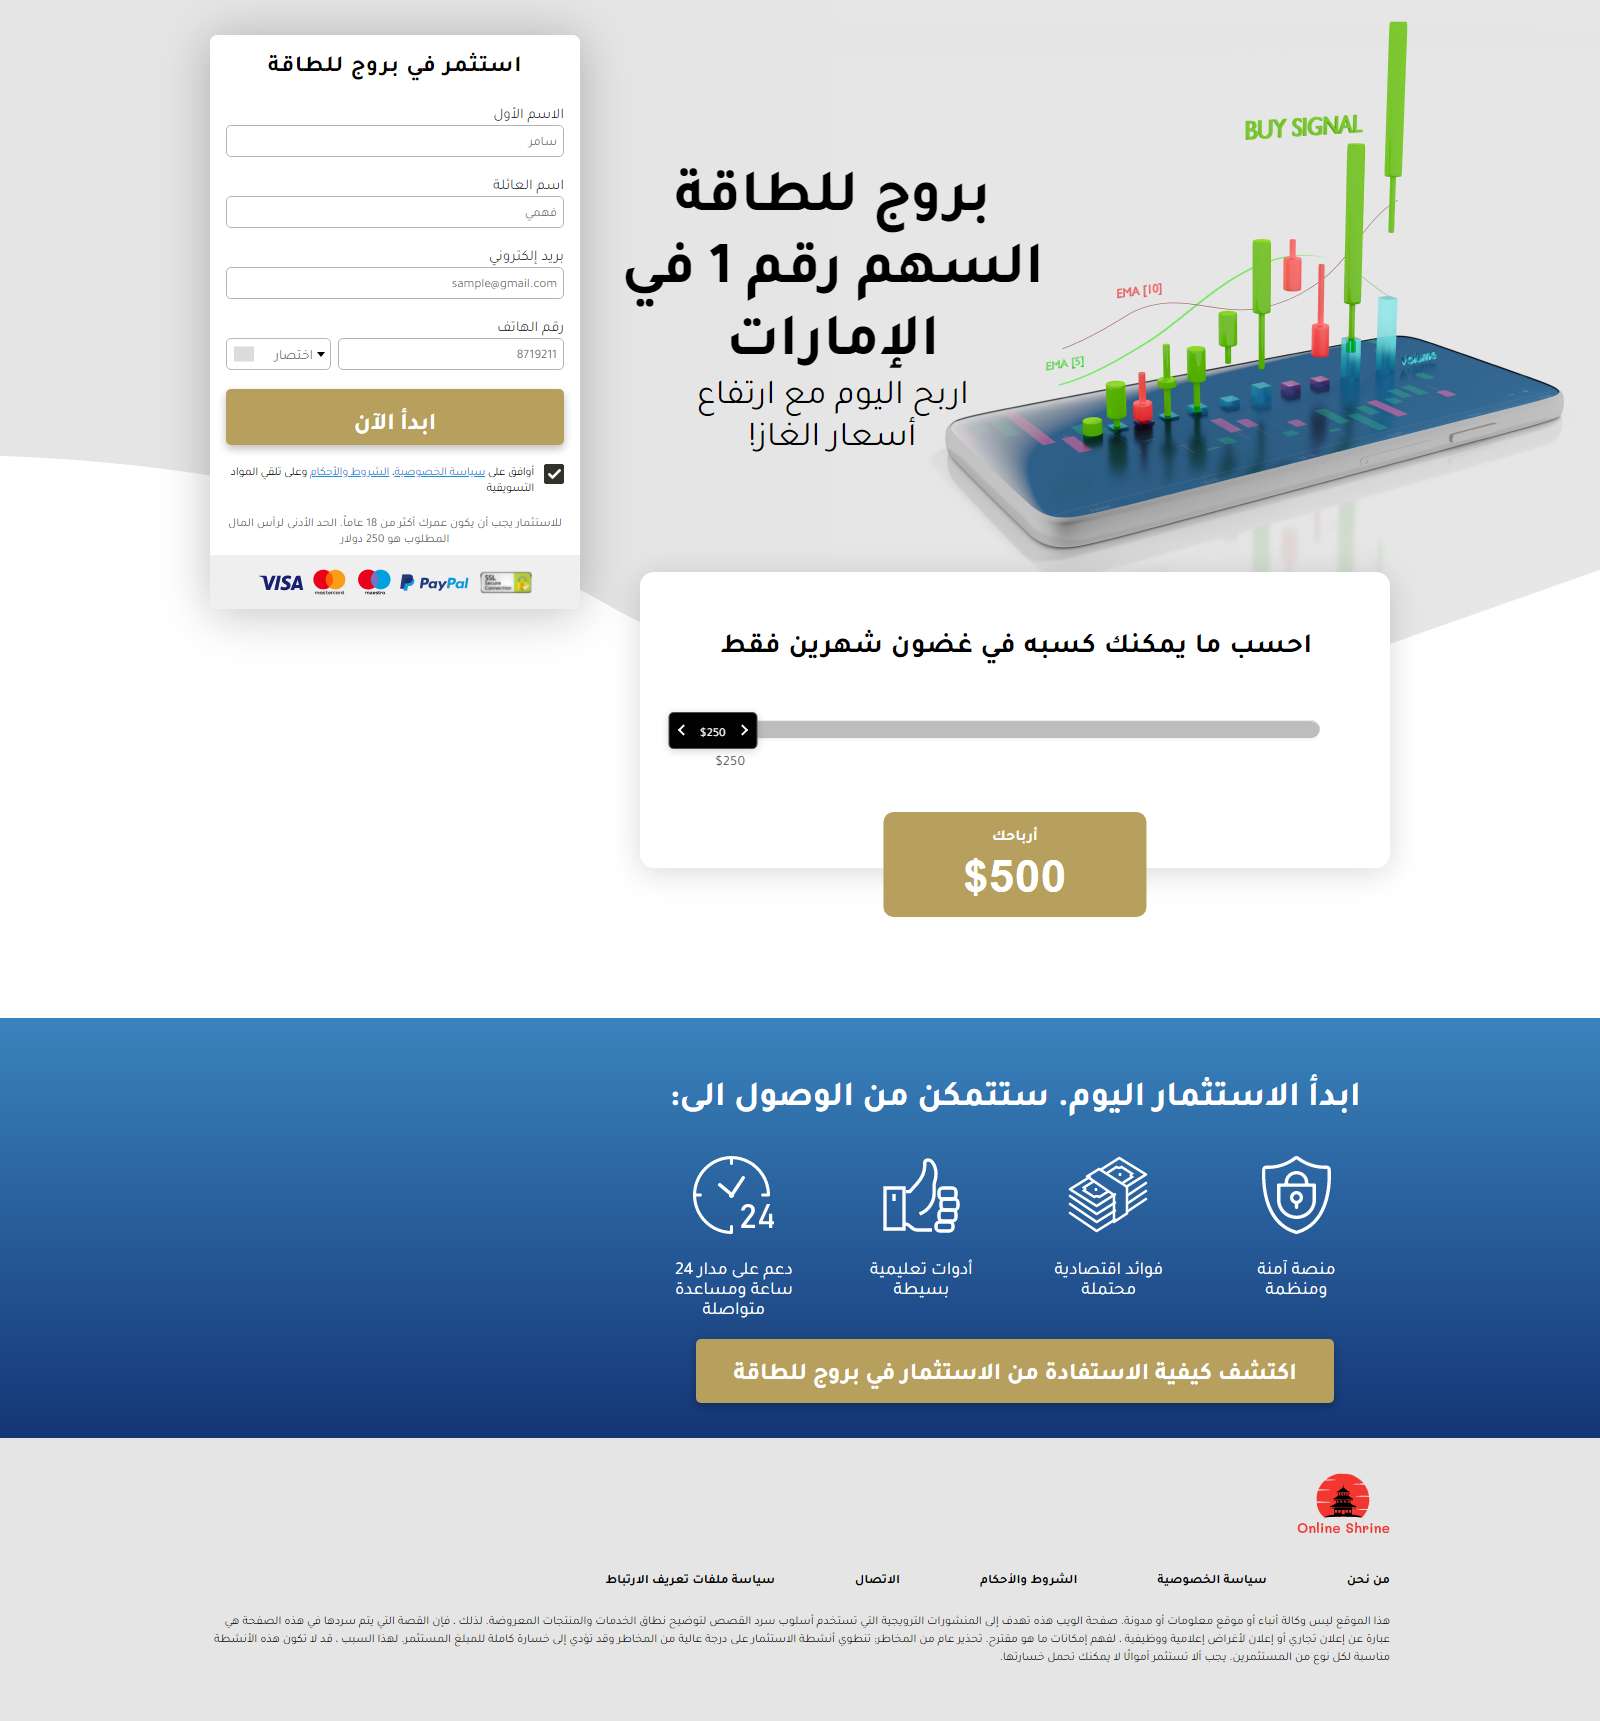 استثمر في بروج للطاقة
الاسم الأول
سامر
اسم العائلة
فهمي
بريد إلكتروني
sample@gmail.com
رقم الهاتف
اختصار
8719211
ابدأ الآن
أوافق على سياسة الخصوصية، الشروط والأحكام وعلى تلقي المواد
التسويقية
للاستثمار يجب أن يكون عمرك أكثر من 18 عاماً. الحد الأدنى لرأس المال
المطلوب هو 250 دولار
VISA
mastercard
maestro
PayPal
SSL
Secure
Connection
بروج للطاقة
السهم رقم 1 في
الإمارات
اربح اليوم مع ارتفاع
أسعار الغاز!
BUY SIGNAL
EMA [10]
EMA [5]
احسب ما يمكنك كسبه في غضون شهرين فقط
$250
$250
أرباحك
$500
ابدأ الاستثمار اليوم. ستتمكن من الوصول الى:
منصة آمنة
ومنظمة
فوائد اقتصادية
محتملة
أدوات تعليمية
بسيطة
24
دعم على مدار 24
ساعة ومساعدة
متواصلة
اكتشف كيفية الاستفادة من الاستثمار في بروج للطاقة
Online Shrine
من نحن
سياسة الخصوصية
الشروط والأحكام
الاتصال
سياسة ملفات تعريف الارتباط
هذا الموقع ليس وكالة أنباء أو موقع معلومات أو مدونة. صفحة الويب هذه تهدف إلى المنشورات الترويجية التي تستخدم أسلوب سرد القصص لتوضيح نطاق الخدمات والمنتجات المعروضة. لذلك ، فإن القصة التي يتم سردها في هذه الصفحة هي
عبارة عن إعلان تجاري أو إعلان لأغراض إعلامية ووظيفية ، لفهم إمكانات ما هو مقترح. تحذير عام من المخاطر: تنطوي أنشطة الاستثمار على درجة عالية من المخاطر وقد تؤدي إلى خسارة كاملة للمبلغ المستثمر. لهذا السبب ، قد لا تكون هذه الأنشطة
مناسبة لكل نوع من المستثمرين. يجب ألا تستثمر أموالًا لا يمكنك تحمل خسارتها.